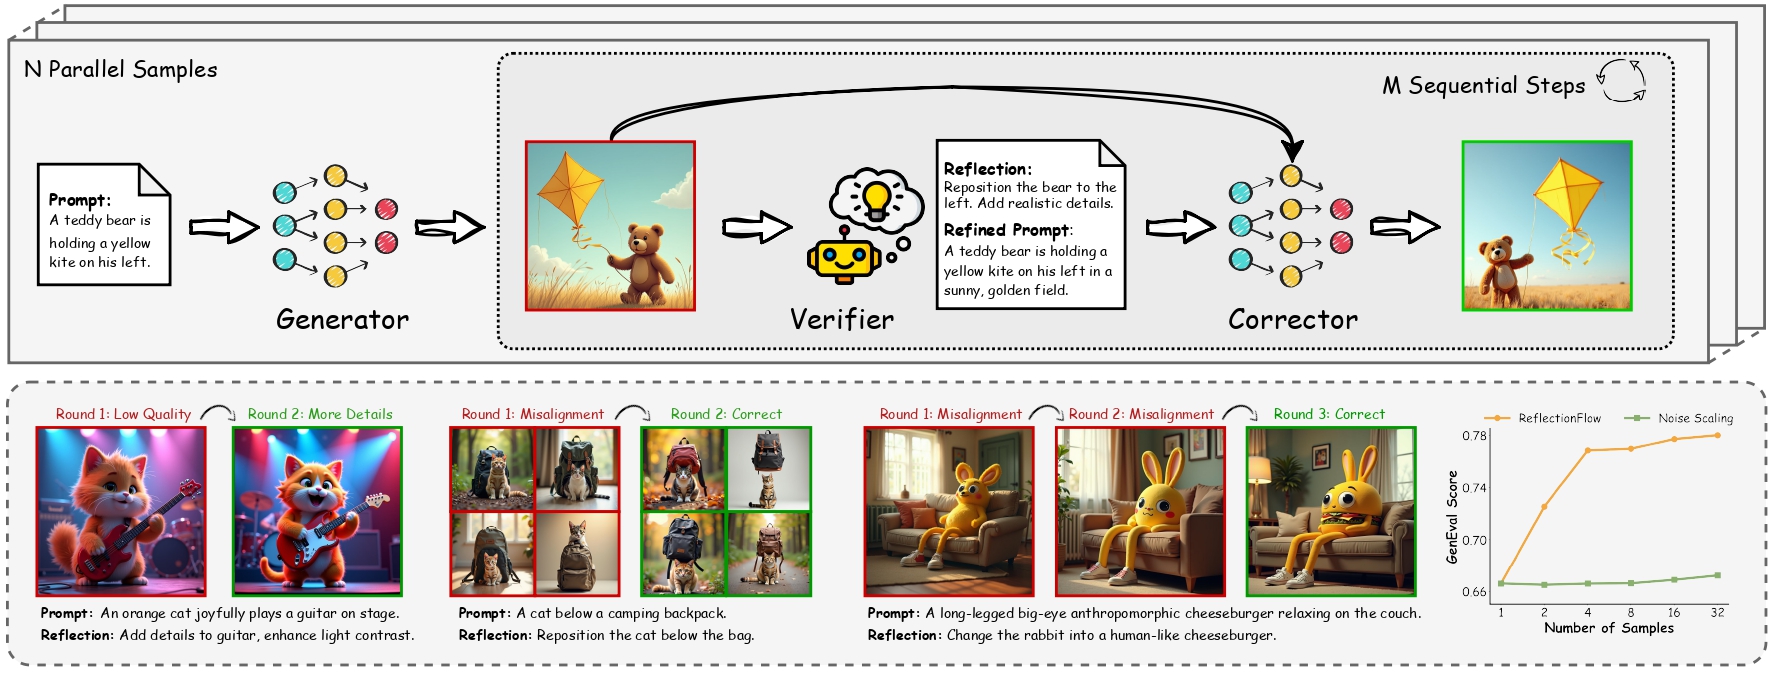 N Parallel Samples
M Sequential Steps
Prompt:
A teddy bear is
holding a yellow
kite on his left.
Generator
Verifier
Reflection:
Reposition the bear to the
left. Add realistic details.
Refined Prompt:
A teddy bear is holding a
yellow kite on his left in a
sunny, golden field.
Corrector
Round 1: Low Quality
Round 2: More Details
Prompt: An orange cat joyfully plays a guitar on stage.
Reflection: Add details to guitar, enhance light contrast.
Round 1: Misalignment
Round 2: Correct
Prompt: A cat below a camping backpack.
Reflection: Reposition the cat below the bag.
Round 1: Misalignment
Round 2: Misalignment
Round 3: Correct
Prompt: A long-legged big-eye anthropomorphic cheeseburger relaxing on the couch.
Reflection: Change the rabbit into a human-like cheeseburger.
ReflectionFlow
Noise Scaling
GenEval Score
0.78
0.74
0.70
0.66
1 2 4 8 16 32
Number of Samples